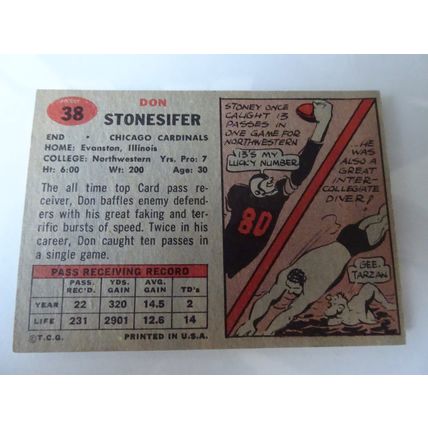 38
DON
STONESIFER
END • CHICAGO CARDINALS
HOME: Evanston, Illinois
COLLEGE: Northwestern Yrs. Pro: 7
Ht: 6:00 Wt: 200 Age: 30
The all time top Card pass
receiver, Don baffles enemy defend-
ers with his great faking and ter-
rific bursts of speed. Twice in his
career, Don caught ten passes in
a single game.
PASS RECEIVING RECORD
PASS. REC'D. YDS. GAIN AVG. GAIN TD's
YEAR 22 320 14.5 2
LIFE 231 2901 12.6 14
© T.C.G. PRINTED IN U.S.A.
STONEY ONCE
CAUGHT 13
PASSES IN
ONE GAME FOR
NORTHWESTERN
13'S MY
LUCKY NUMBER.
80
...HE
WAS ALSO
A GREAT
INTER-
COLLEGIATE
DIVER!
GEE,
TARZAN